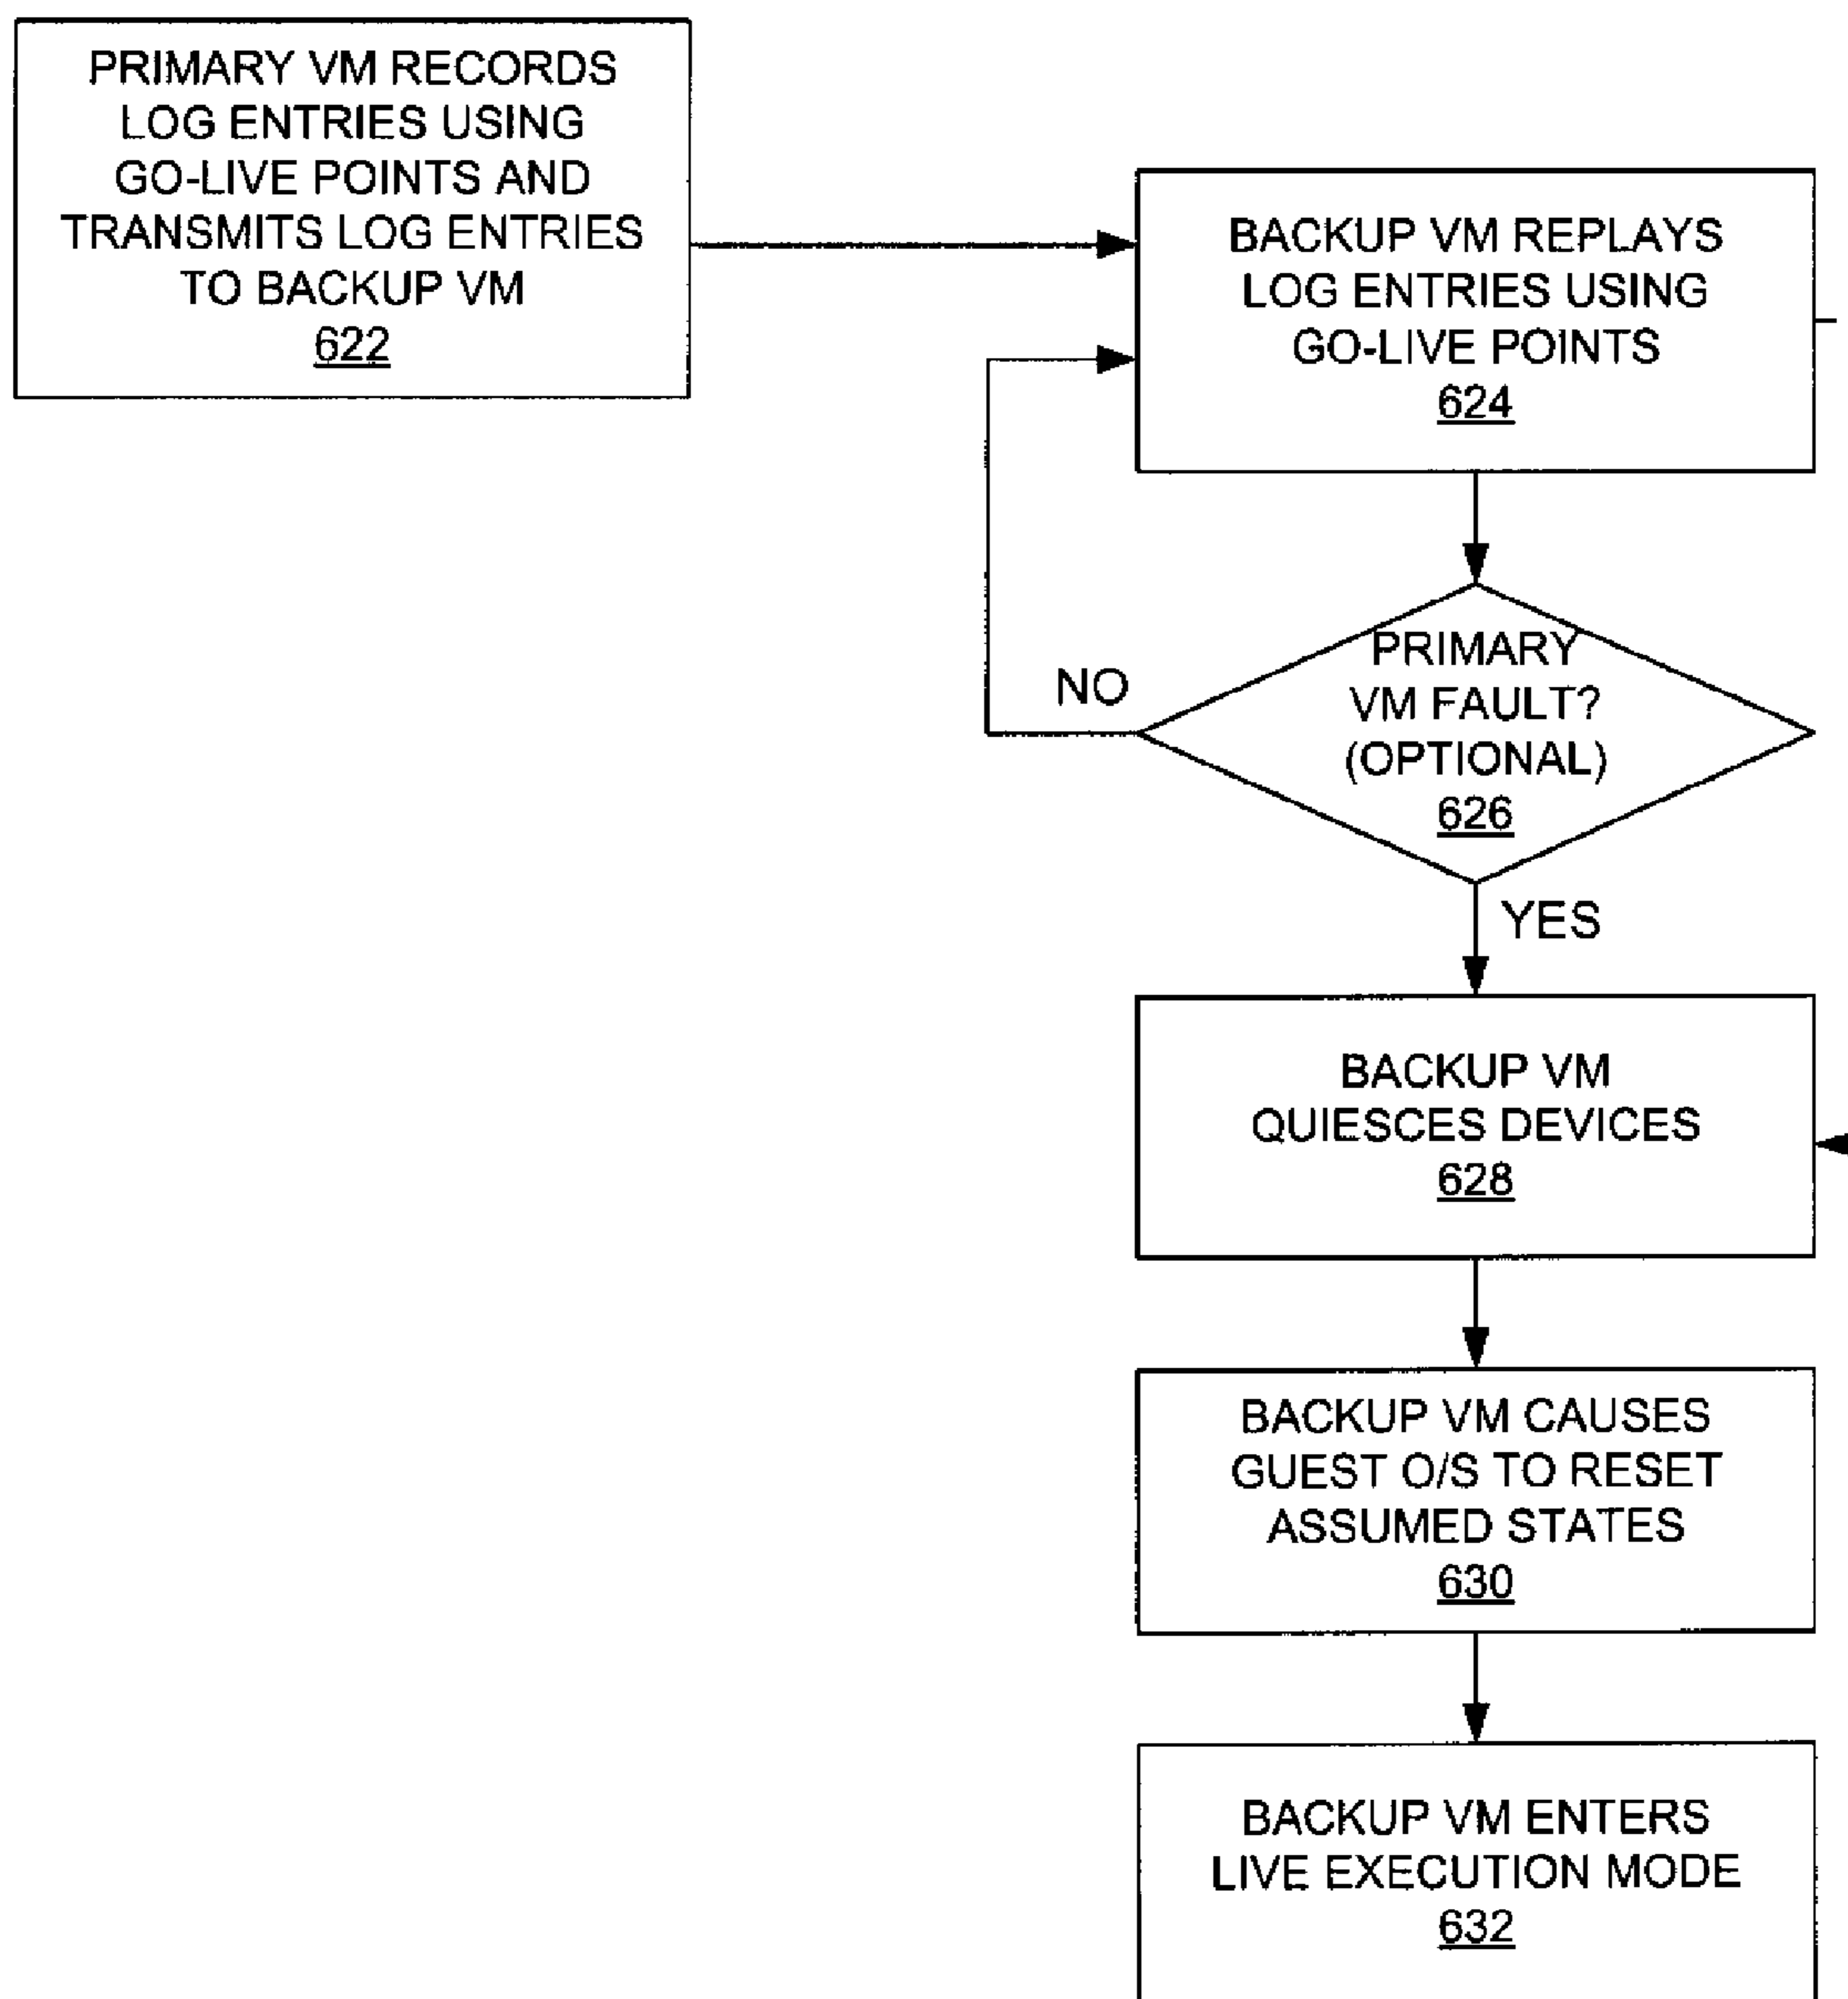 PRIMARY VM RECORDS
LOG ENTRIES USING
GO-LIVE POINTS AND
TRANSMITS LOG ENTRIES
TO BACKUP VM
622
BACKUP VM REPLAYS
LOG ENTRIES USING
GO-LIVE POINTS
624
PRIMARY
VM FAULT?
(OPTIONAL)
626
NO
YES
BACKUP VM
QUIESCES DEVICES
628
BACKUP VM CAUSES
GUEST O/S TO RESET
ASSUMED STATES
630
BACKUP VM ENTERS
LIVE EXECUTION MODE
632